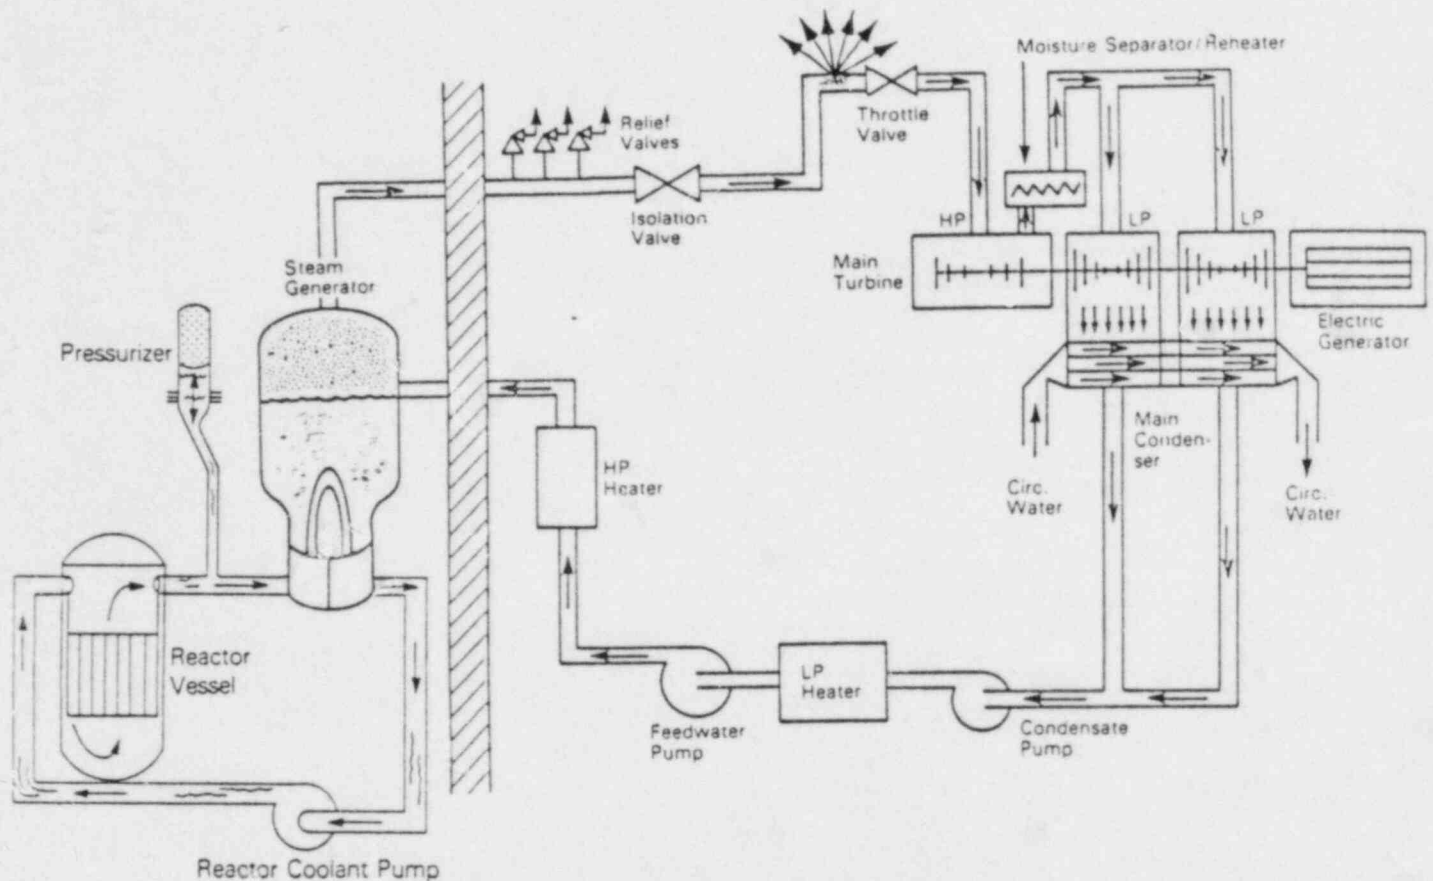 Moisture Separator/Reheater
Relief
Valves
Throttle
Valve
Isolation
Valve
HP
LP
LP
Main
Turbine
Steam
Generator
Electric
Generator
Pressurizer
Main
Conden-
ser
HP
Heater
Circ.
Water
Circ.
Water
Reactor
Vessel
LP
Heater
Feedwater
Pump
Condensate
Pump
Reactor Coolant Pump